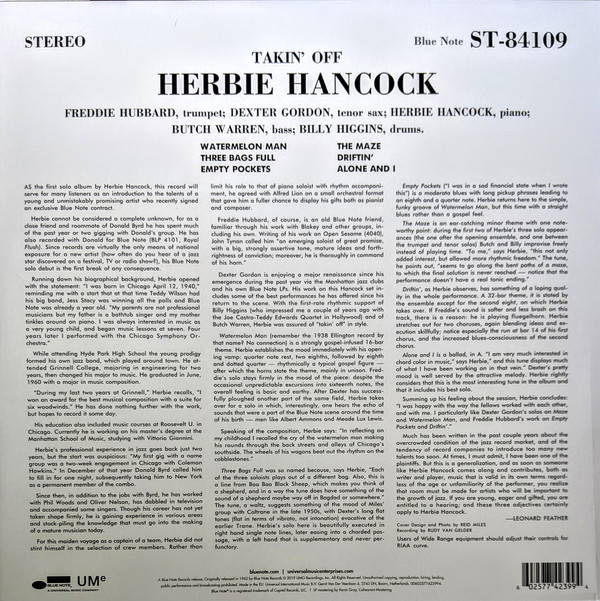 STEREO
Blue Note ST-84109
TAKIN' OFF
HERBIE HANCOCK
FREDDIE HUBBARD, trumpet; DEXTER GORDON, tenor sax; HERBIE HANCOCK, piano;
BUTCH WARREN, bass; BILLY HIGGINS, drums.
WATERMELON MAN
THREE BAGS FULL
EMPTY POCKETS
THE MAZE
DRIFTIN'
ALONE AND I
AS the first solo album by Herbie Hancock, this record will
serve for many listeners as an introduction to the talents of a
young and unmistakably promising artist who recently signed
an exclusive Blue Note contract.
Herbie cannot be considered a complete unknown, for as a
close friend and roommate of Donald Byrd he has spent much
of the past year or two gigging with Donald's group. He has
also recorded with Donald for Blue Note (BLP 4101, Royal
Flush). Since records are virtually the only means of national
exposure for a new artist (how often do you hear of a jazz
star discovered on a festival, TV or radio show?), his Blue Note
solo debut is the first break of any consequence.
Running down his biographical background, Herbie opened
with the statement: "I was born in Chicago April 12, 1940,"
reminding me with a start that at that time Teddy Wilson had
his big band, Jess Stacy was winning all the polls and Blue
Note was already a year old. "My parents are not professional
musicians but my father is a bathtub singer and my mother
tinkles around on piano. I was always interested in music as
a very young child, and began music lessons at seven. Four
years later I performed with the Chicago Symphony Or-
chestra."
While attending Hyde Park High School the young prodigy
formed his own jazz band, which played around town. He at-
tended Grinnell College, majoring in engineering for two
years, then changed his major to music. He graduated in June,
1960 with a major in music composition.
"During my last two years at Grinnell," Herbie recalls, "I
won an award for the best musical composition with a suite for
six woodwinds." He has done nothing further with the work,
but hopes to record it some day.
His education also included music courses at Roosevelt U. in
Chicago. Currently he is working on his master's degree at the
Manhattan School of Music, studying with Vittorio Giannini.
Herbie's professional experience in jazz goes back just two
years, but the start was auspicious: "My first gig with a name
group was a two-week engagement in Chicago with Coleman
Hawkins." In December of that year Donald Byrd called him
to fill in for one night, subsequently taking him to New York
as a permanent member of the combo.
Since then, in addition to the jobs with Byrd, he has worked
with Phil Woods and Oliver Nelson, has dabbled in television
and accompanied some singers. Though his career has not yet
taken shape firmly, he is gaining experience in various areas
and stock-piling the knowledge that must go into the making
of a mature musician.
For this maiden voyage as a captain of a team, Herbie did not
stint himself in the selection of crew members. Rather than
limit his role to that of piano soloist with rhythm accompani-
ment, he agreed with Alfred Lion on a small orchestral format
that gave him a fuller chance to display his gifts both as pianist
and composer.
Freddie Hubbard, of course, is an old Blue Note friend,
familiar through his work with Blakey and other groups, in-
cluding his own. Writing of his work on Open Sesame (4040),
John Tynan called him "an emerging soloist of great promise,
with a big, strongly assertive tone, mature ideas and forth-
rightness of conviction; moreover, he is thoroughly in command
of his horn."
Dexter Gordon is enjoying a major renaissance since his
emergence during the past year via the Manhattan jazz clubs
and his own Blue Note LPs. His work on this Hancock set in-
cludes some of the best performances he has offered since his
return to the scene. With the first-rate rhythm support of
Billy Higgins (who impressed me a couple of years ago with
the Joe Castro-Teddy Edwards Quartet in Hollywood) and of
Butch Warren, Herbie was assured of "takin' off" in style.
Watermelon Man (remember the 1938 Ellington record by
that name? No connection) is a strongly gospel-infused 16-bar
theme. Herbie establishes the mood immediately with his open-
ing vamp: quarter note rest, two eighths, followed by eighth
and dotted quarter — rhythmically a typical gospel figure —
after which the horns state the theme, mainly in unison. Fred-
die's solo stays firmly in the mood of the piece; despite the
occasional unpredictable excursions into sixteenth notes, the
overall feeling is basic and earthy. After Dexter has success-
fully ploughed another part of the same field, Herbie takes
over for a solo in which, interestingly, one hears the echo of
sounds that were a part of the Blue Note scene around the time
of his birth — men like Albert Ammons and Meade Lux Lewis.
Speaking of the composition, Herbie says: "In reflecting on
my childhood I recalled the cry of the watermelon man making
his rounds through the back streets and alleys of Chicago's
southside. The wheels of his wagons beat out the rhythm on the
cobblestones."
Three Bags Full was so named because, says Herbie, "Each
of the three soloists plays out of a different bag. Also, this is
a line from Baa Baa Black Sheep, which makes you think of
a shepherd, and in a way the tune does have something of the
sound of a shepherd maybe way off in Bagdad or somewhere."
The tune, a waltz, suggests something of the mood of Miles'
group with Coltrane in the late 1950s, with Dexter's long flat
tones (flat in terms of vibrato, not intonation) evocative of the
earlier Trane. Herbie's solo here is beautifully executed in
right hand single note lines, later easing into a chorded pas-
sage, with a left hand that is supplementary and never per-
functory.
Empty Pockets ("I was in a sad financial state when I wrote
this") is a moderato blues with long pickup phrases leading to
an eighth and a quarter note. Herbie returns here to the simple,
funky groove of Watermelon Man, but this time with a straight
blues rather than a gospel feel.
The Maze is an ear-catching minor theme with one note-
worthy point: during the first two of Herbie's three solo appear-
ances (the one after the opening ensemble, and one between
the trumpet and tenor solos) Butch and Billy improvise freely
instead of playing time. "To me," says Herbie, "this not only
added interest, but allowed more rhythmic freedom." The tune,
he points out, "seems to go along the bent paths of a maze,
to which the final solution is never reached — notice that the
performance doesn't have a real tonic ending."
Driftin', as Herbie observes, has something of a loping qual-
ity in the whole performance. A 32-bar theme, it is stated by
the ensemble except for the second eight, on which Herbie
takes over. If Freddie's sound is softer and less brash on this
track, there is a reason: he is playing fluegelhorn. Herbie
stretches out for two choruses, again blending ideas and ex-
ecution skillfully; notice especially the run at bar 14 of his first
chorus, and the increased blues-consciousness of the second
chorus.
Alone and I is a ballad, in A. "I am very much interested in
chord color in music," says Herbie", and this tune displays much
of what I have been working on in that vein." Dexter's pretty
mood is well served by the attractive melody. Herbie rightly
considers that this is the most interesting tune in the album and
that it includes his best solo.
Summing up his feeling about the session, Herbie concludes:
"I was happy with the way the fellows worked with each other,
and with me. I particularly like Dexter Gordon's solo on Maze
and Watermelon Man, and Freddie Hubbard's work on Empty
Pockets and Driftin'."
Much has been written in the past couple years about the
overcrowded condition of the jazz record market, and of the
tendency of record companies to introduce too many new
talents too soon. At times, I must admit, I have been one of the
plaintiffs. But this is a generalization, and as soon as someone
like Herbie Hancock comes along and contributes, both as
writer and player, music that is valid in its own terms regard-
less of the age or unfamiliarity of the performer, you realize
that room must be made for artists who will be important to
the growth of jazz. If you are young, eager and gifted, you are
entitled to a hearing; and these three adjectives certainly
apply to Herbie Hancock.
—LEONARD FEATHER
Cover Design and Photo by REID MILES
Recording by RUDY VAN GELDER
Users of Wide Range equipment should adjust their controls for
RIAA curve.
BLUE NOTE
UMe
A UNIVERSAL MUSIC COMPANY
bluenote.com | universalmusicenterprises.com
6 02577 42399 4